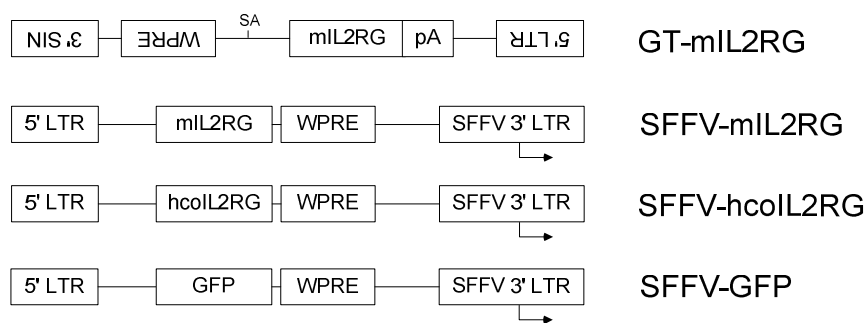 SA
3' SIN WPRE mIL2RG pA 5' LTR GT-mIL2RG
5' LTR mIL2RG WPRE SFFV 3' LTR SFFV-mIL2RG
5' LTR hcoIL2RG WPRE SFFV 3' LTR SFFV-hcoIL2RG
5' LTR GFP WPRE SFFV 3' LTR SFFV-GFP